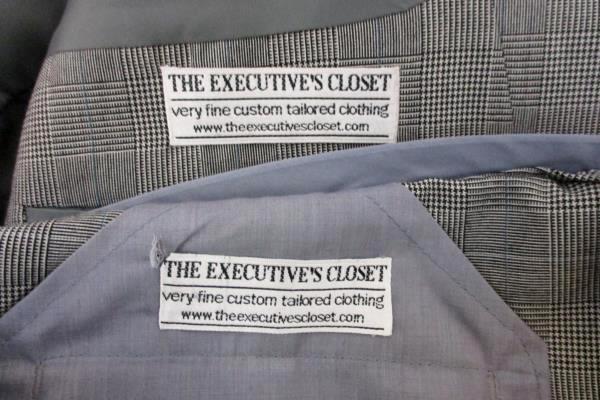 THE EXECUTIVE'S CLOSET
very fine custom tailored clothing
www.theexecutivescloset.com
THE EXECUTIVE'S CLOSET
very fine custom tailored clothing
www.theexecutivescloset.com